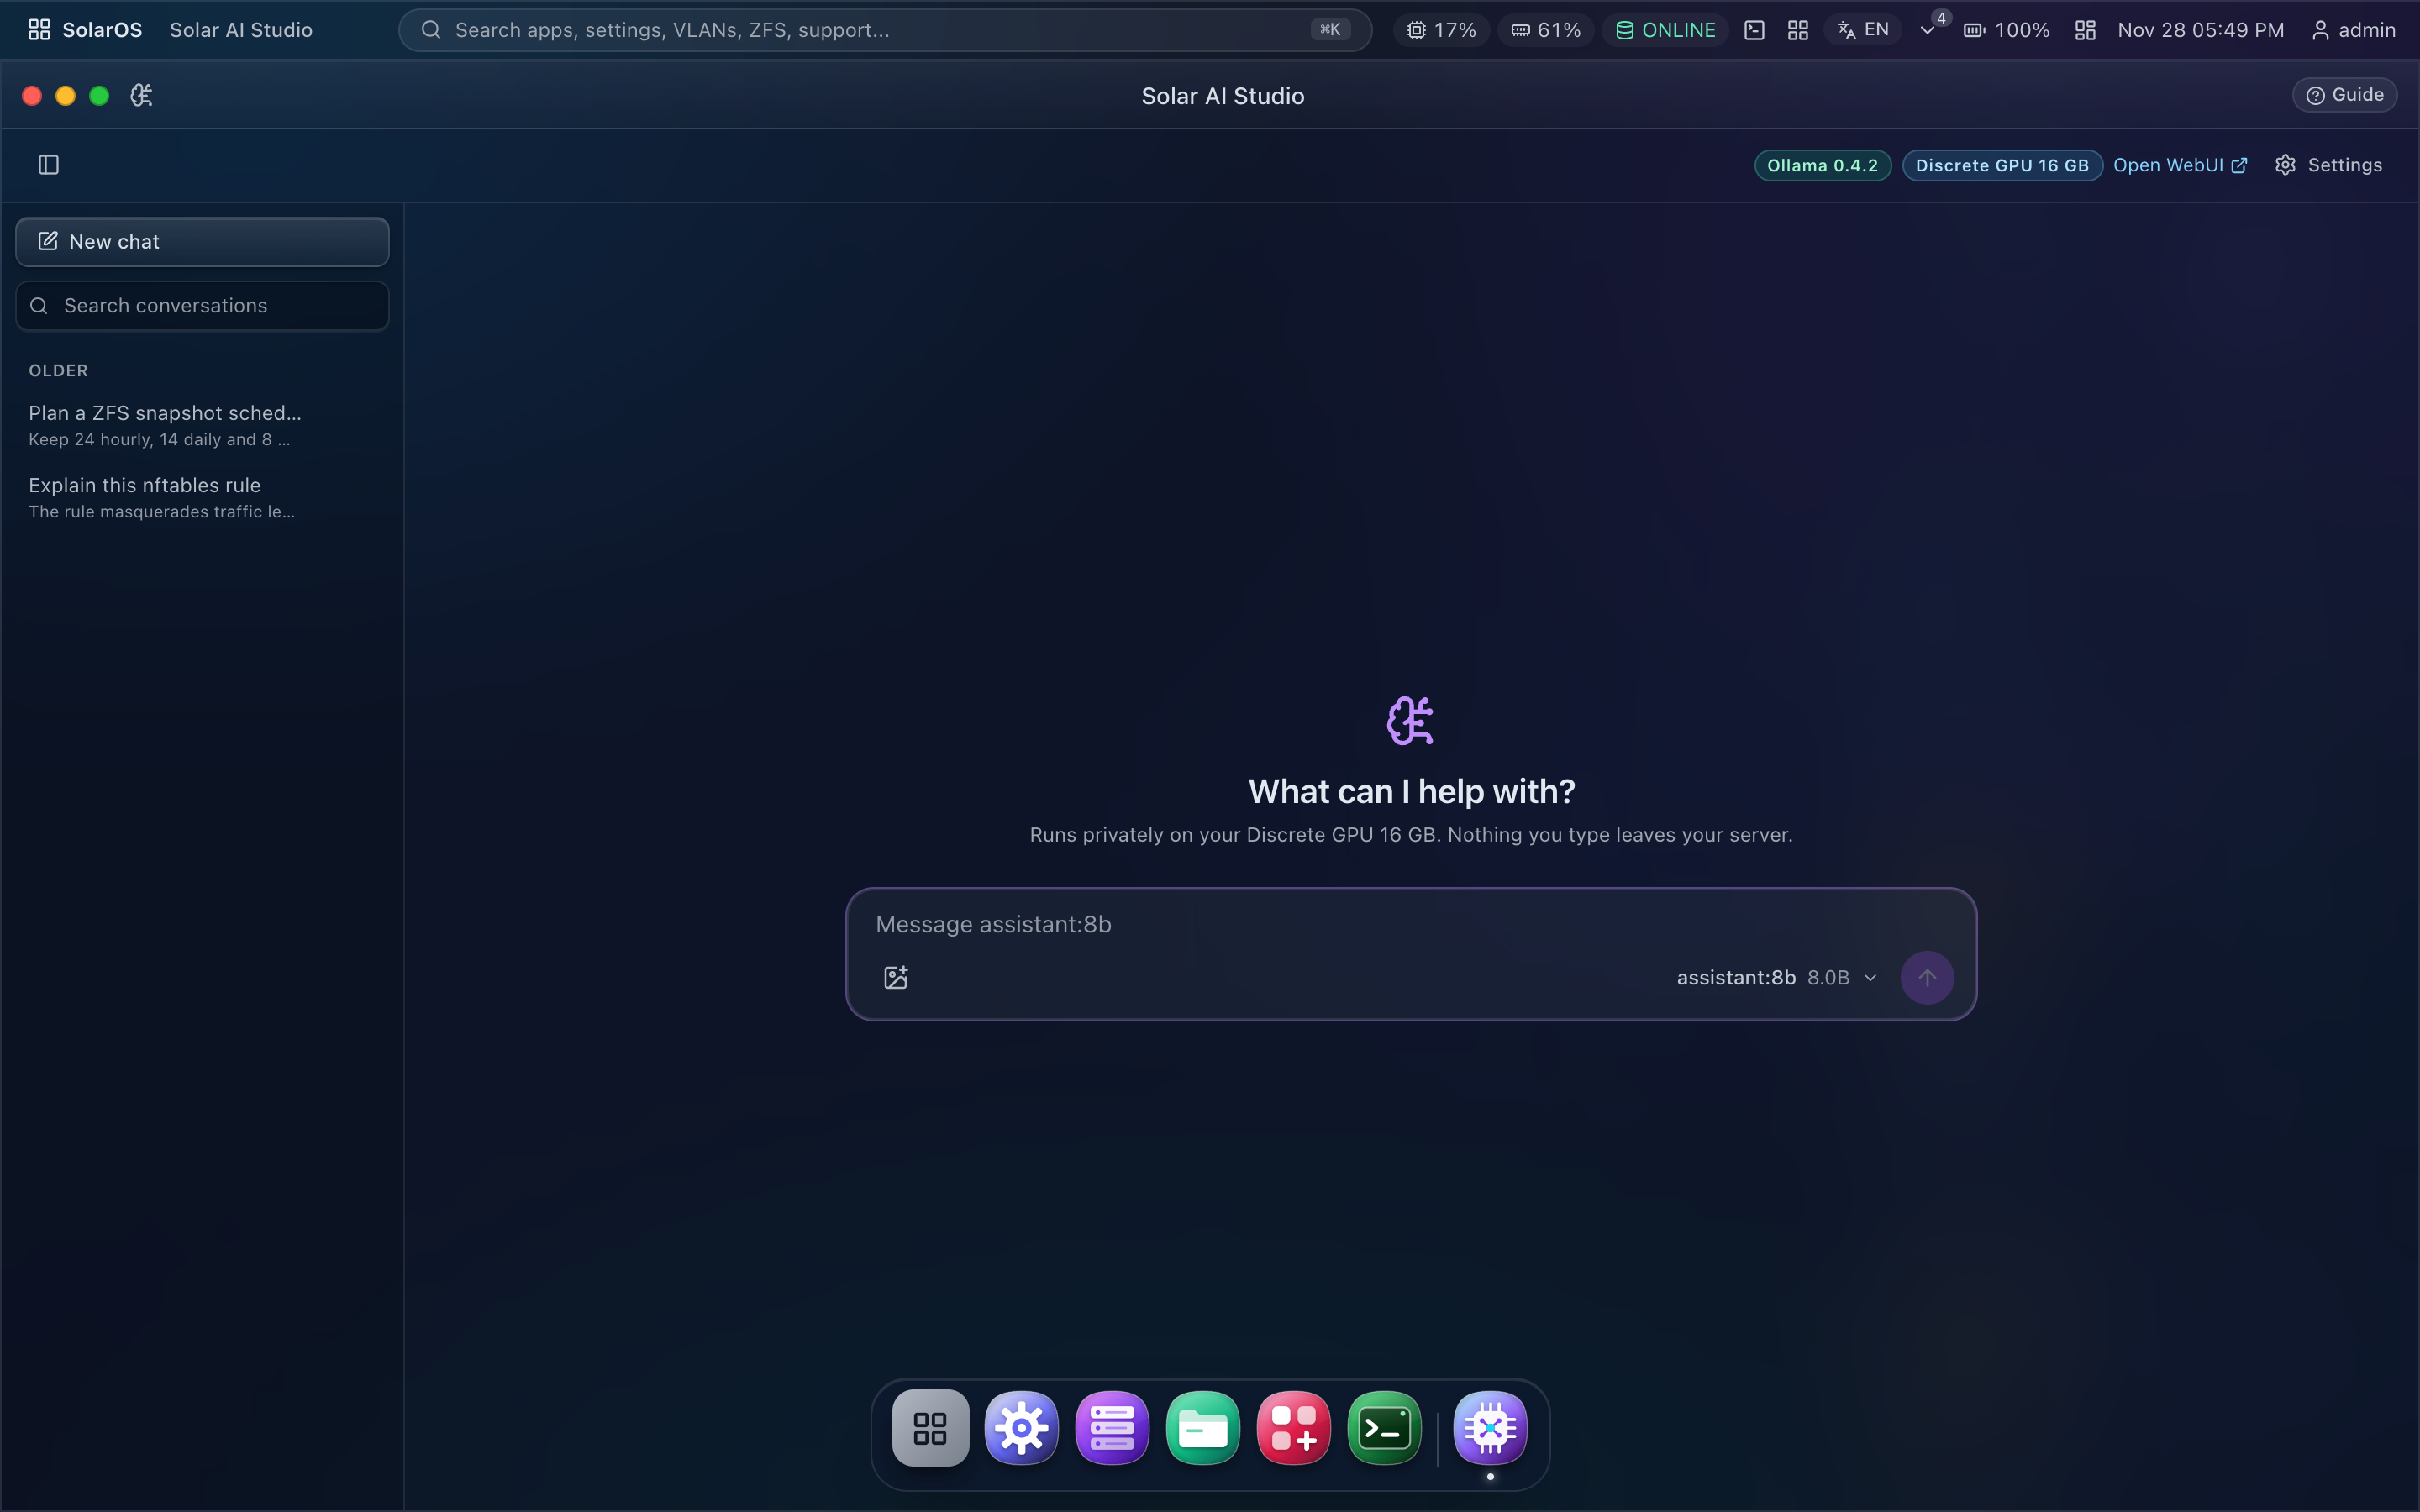 SolarOS Solar AI Studio Search apps, settings, VLANs, ZFS, support... ⌘K 17% 61% ONLINE EN 4 100% Nov 28 05:49 PM admin
Solar AI Studio Guide
Ollama 0.4.2 Discrete GPU 16 GB Open WebUI Settings
New chat
Search conversations
OLDER
Plan a ZFS snapshot sched...
Keep 24 hourly, 14 daily and 8 ...
Explain this nftables rule
The rule masquerades traffic le...
What can I help with?
Runs privately on your Discrete GPU 16 GB. Nothing you type leaves your server.
Message assistant:8b
assistant:8b 8.0B